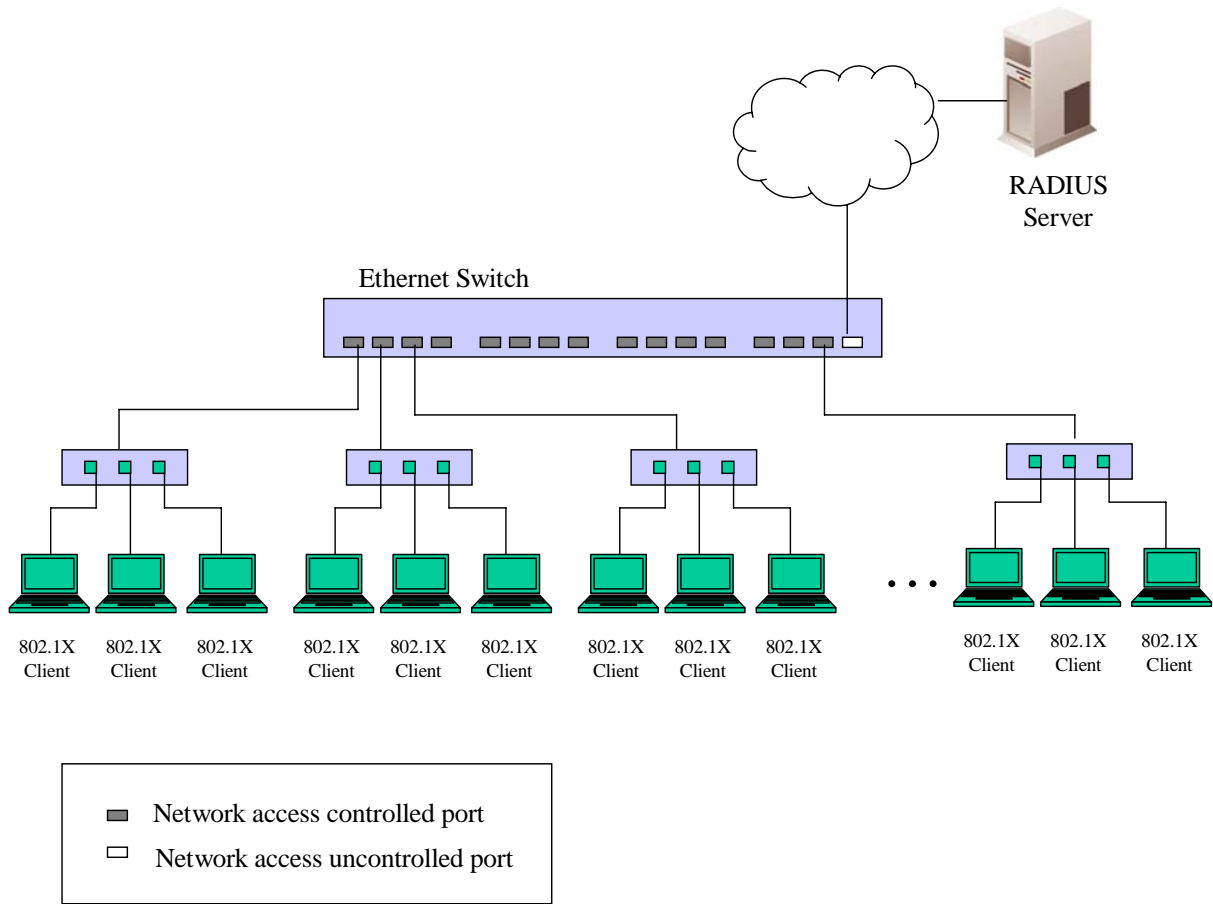 RADIUS
Server
Ethernet Switch
802.1X
Client
802.1X
Client
802.1X
Client
802.1X
Client
802.1X
Client
802.1X
Client
802.1X
Client
802.1X
Client
802.1X
Client
. . .
802.1X
Client
802.1X
Client
802.1X
Client
Network access controlled port
Network access uncontrolled port